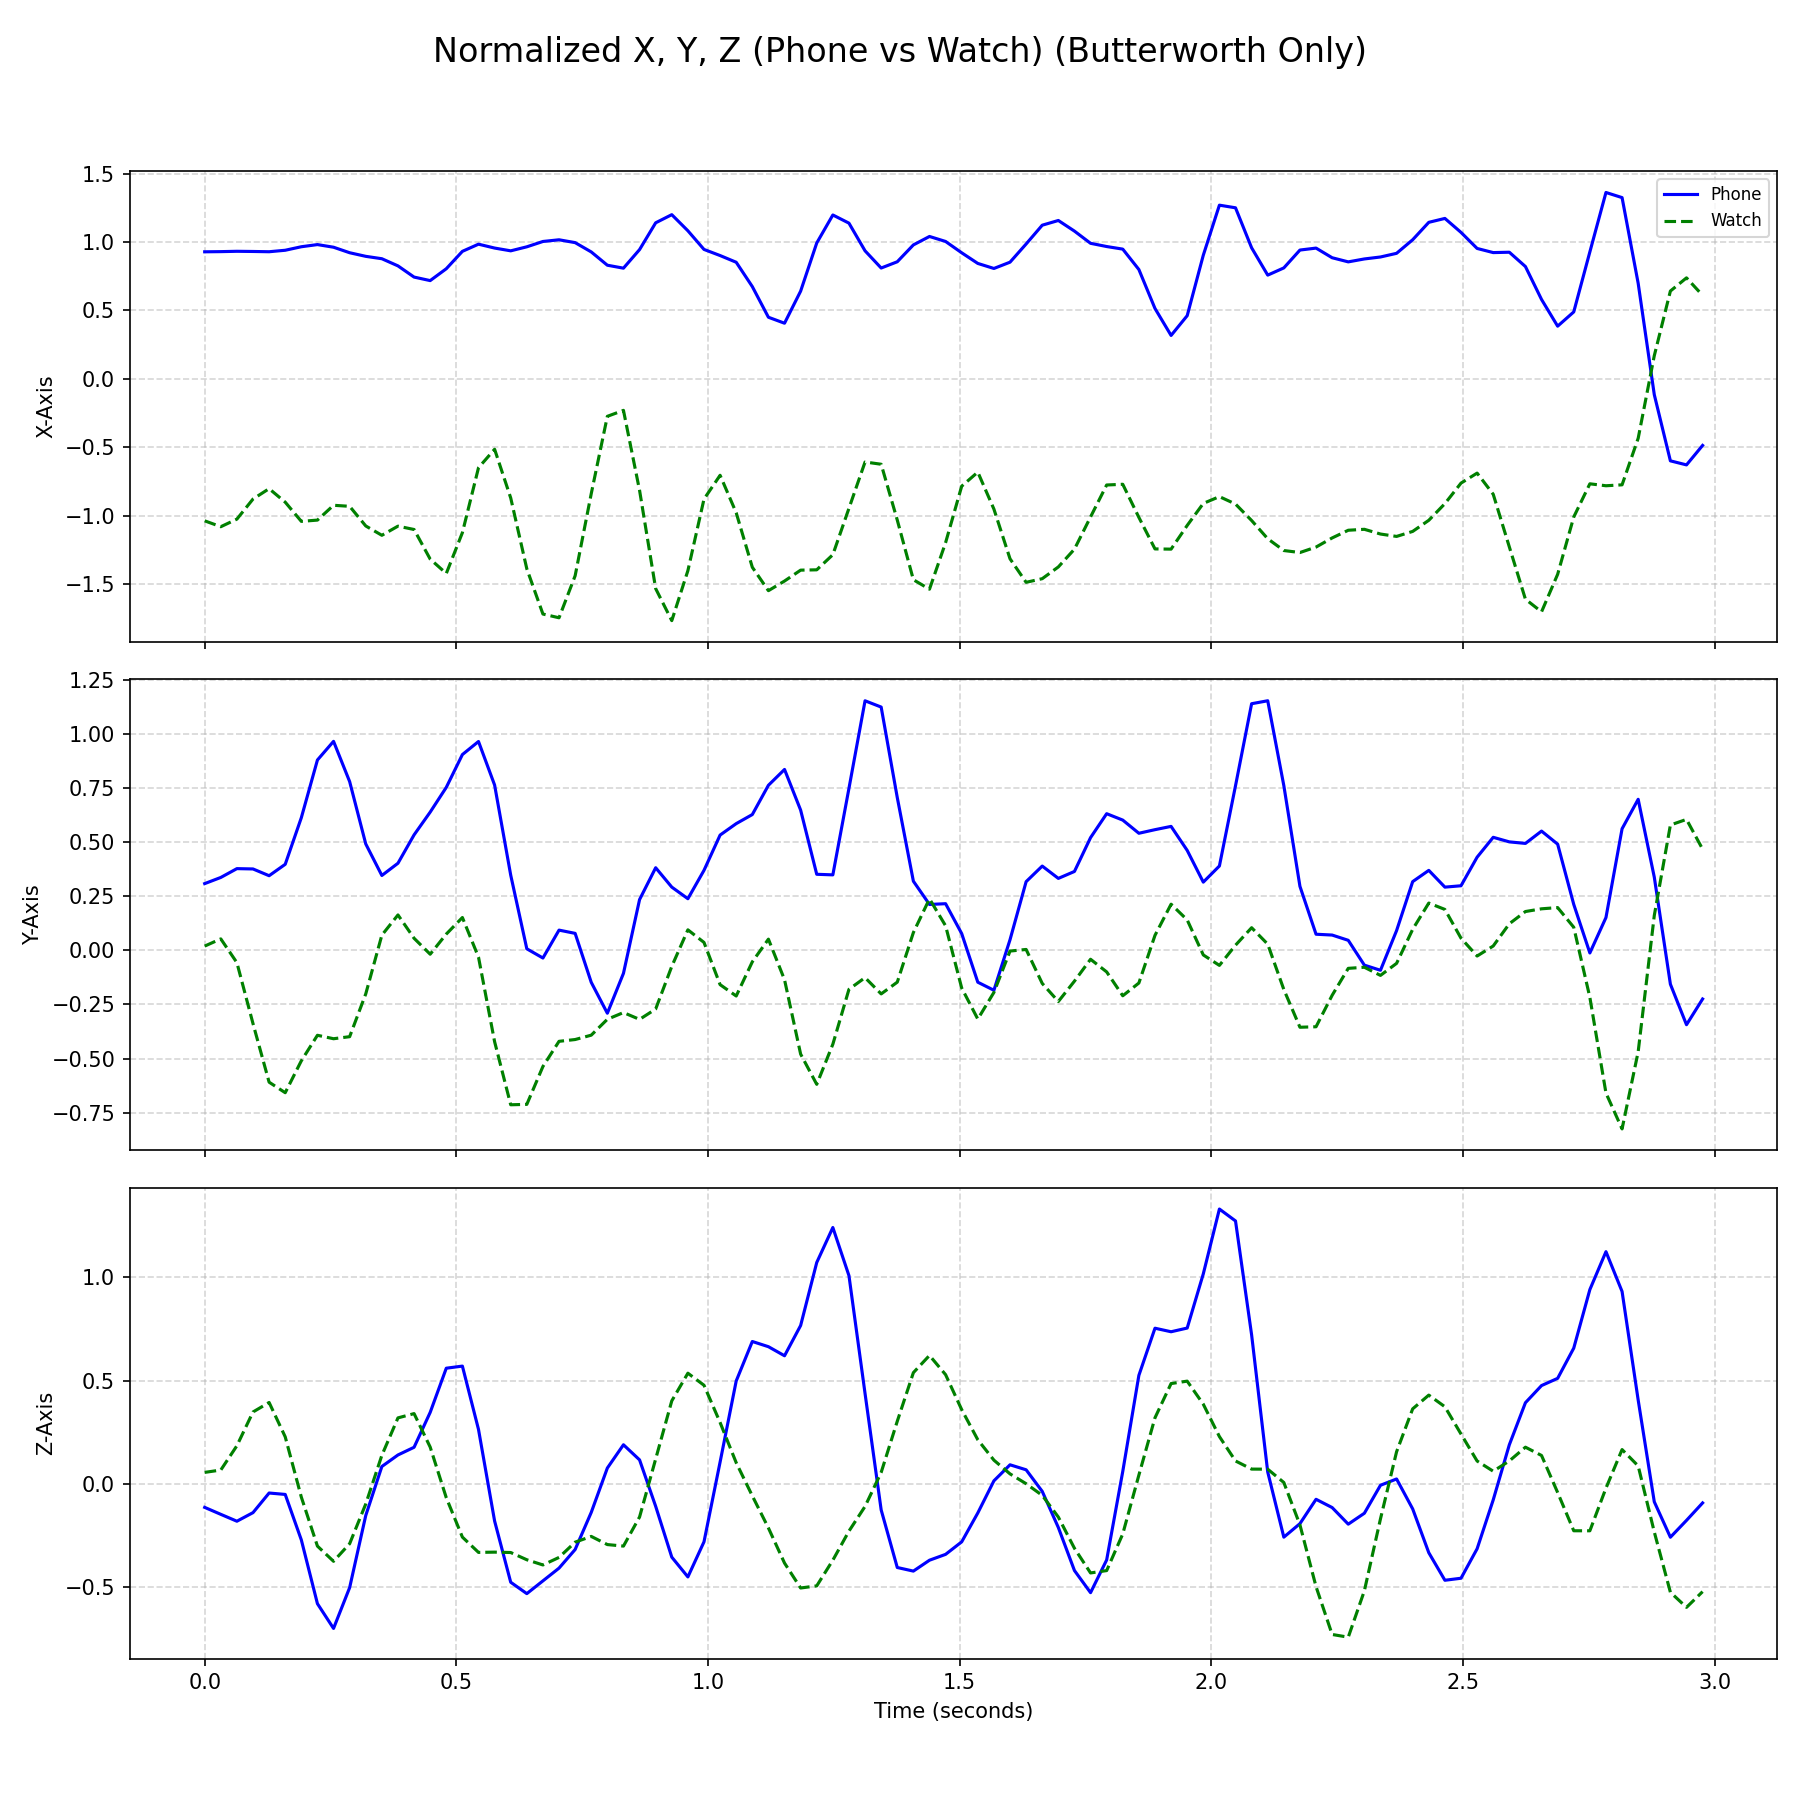 Normalized X, Y, Z (Phone vs Watch) (Butterworth Only)
Phone
Watch
1.5
1.0
0.5
0.0
−0.5
−1.0
−1.5
X-Axis
1.25
1.00
0.75
0.50
0.25
0.00
−0.25
−0.50
−0.75
Y-Axis
1.0
0.5
0.0
−0.5
Z-Axis
0.0 0.5 1.0 1.5 2.0 2.5 3.0
Time (seconds)